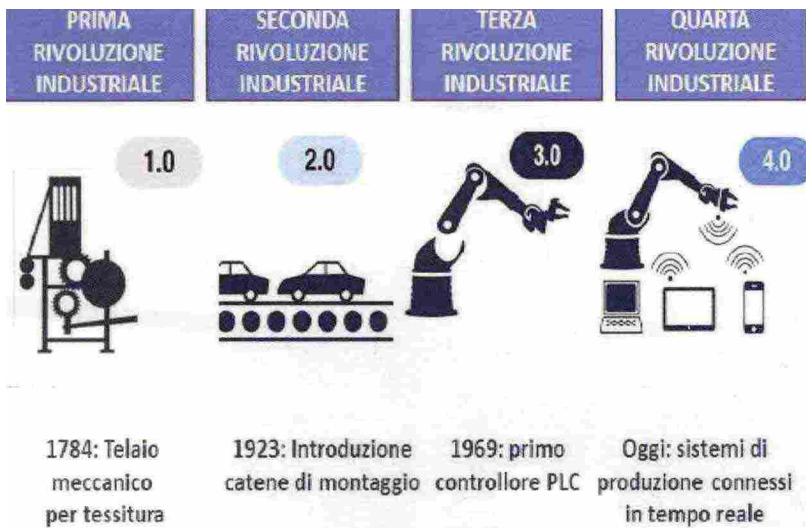 PRIMA
RIVOLUZIONE
INDUSTRIALE
SECONDA
RIVOLUZIONE
INDUSTRIALE
TERZA
RIVOLUZIONE
INDUSTRIALE
QUARTA
RIVOLUZIONE
INDUSTRIALE
1.0
2.0
3.0
4.0
1784: Telaio
meccanico
per tessitura
1923: Introduzione
catene di montaggio
1969: primo
controllore PLC
Oggi: sistemi di
produzione connessi
in tempo reale